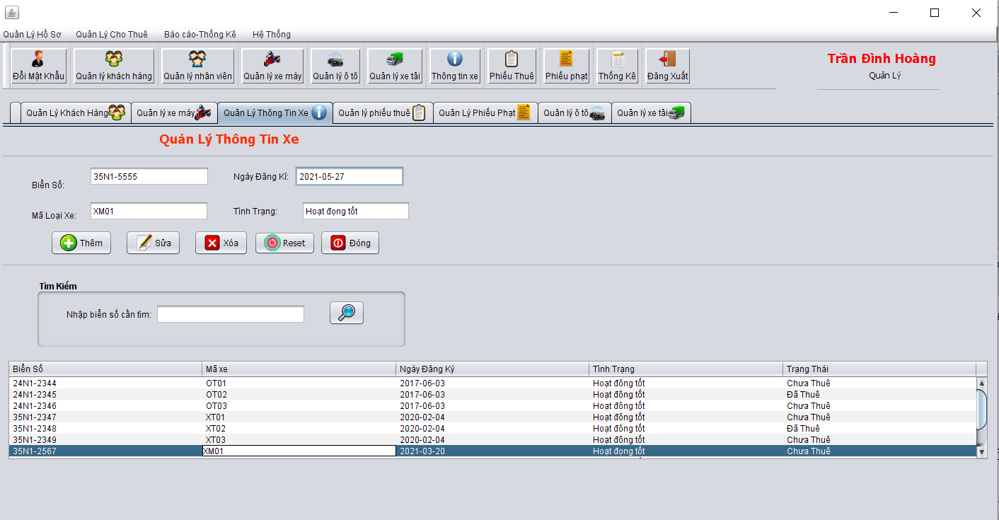 Quản Lý Hồ Sơ Quản Lý Cho Thuê Báo cáo-Thống Kê Hệ Thống
Đổi Mật Khẩu Quản lý khách hàng Quản lý nhân viên Quản lý xe máy Quản lý ô tô Quản lý xe tải Thông tin xe Phiếu Thuê Phiếu phạt Thống Kê Đăng Xuất
Trần Đình Hoàng
Quản Lý
Quản Lý Khách Hàng Quản lý xe máy Quản Lý Thông Tin Xe Quản lý phiếu thuê Quản Lý Phiếu Phạt Quản lý ô tô Quản lý xe tải
Quản Lý Thông Tin Xe
Biển Số: 35N1-5555 Ngày Đăng Kí: 2021-05-27
Mã Loại Xe: XM01 Tình Trạng: Hoạt đọng tốt
Thêm Sửa Xóa Reset Đóng
Tìm Kiếm
Nhập biển số cần tìm:
Biển Số Mã xe Ngày Đăng Ký Tình Trạng Trạng Thái
24N1-2344 OT01 2017-06-03 Hoạt đông tốt Chưa Thuê
24N1-2345 OT02 2017-06-03 Hoạt đông tốt Đã Thuê
24N1-2346 OT03 2017-06-03 Hoạt đông tốt Chưa Thuê
35N1-2347 XT01 2020-02-04 Hoạt đông tốt Chưa Thuê
35N1-2348 XT02 2020-02-04 Hoạt đông tốt Đã Thuê
35N1-2349 XT03 2020-02-04 Hoạt đông tốt Chưa Thuê
35N1-2567 XM01 2021-03-20 Hoạt đọng tốt Chưa Thuê